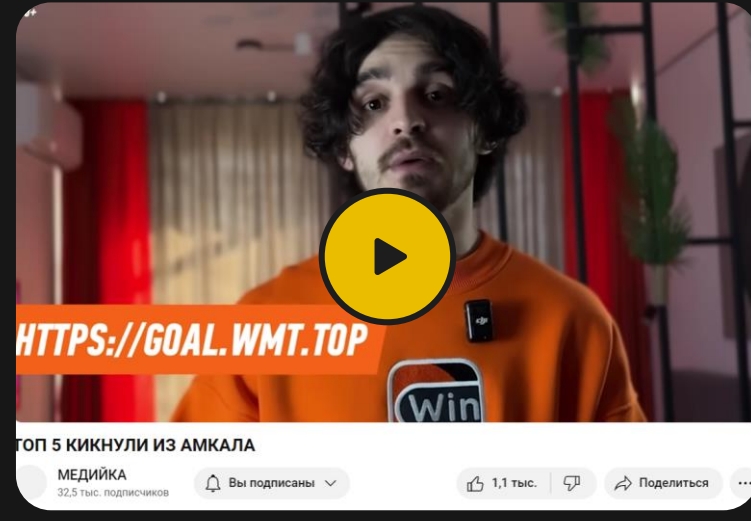 HTTPS://GOAL.WMT.TOP
Win
ТОП 5 КИКНУЛИ ИЗ АМКАЛА
МЕДИЙКА
32,5 тыс. подписчиков
Вы подписаны
1,1 тыс.
Поделиться